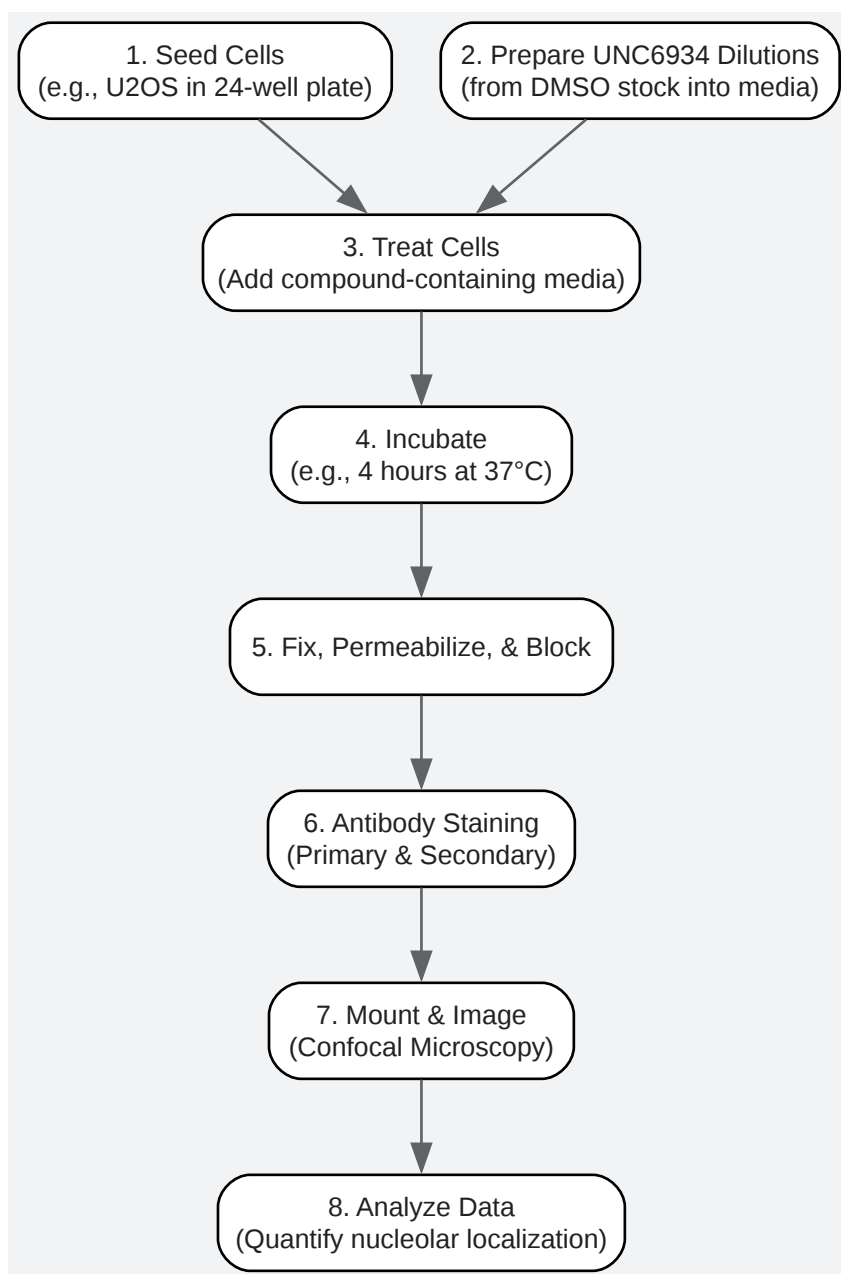 1. Seed Cells
(e.g., U2OS in 24-well plate)
2. Prepare UNC6934 Dilutions
(from DMSO stock into media)
3. Treat Cells
(Add compound-containing media)
4. Incubate
(e.g., 4 hours at 37°C)
5. Fix, Permeabilize, & Block
6. Antibody Staining
(Primary & Secondary)
7. Mount & Image
(Confocal Microscopy)
8. Analyze Data
(Quantify nucleolar localization)